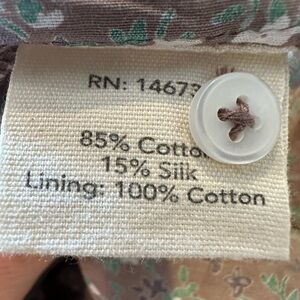 RN: 14673
85% Cotto
15% Silk
Lining: 100% Cotton